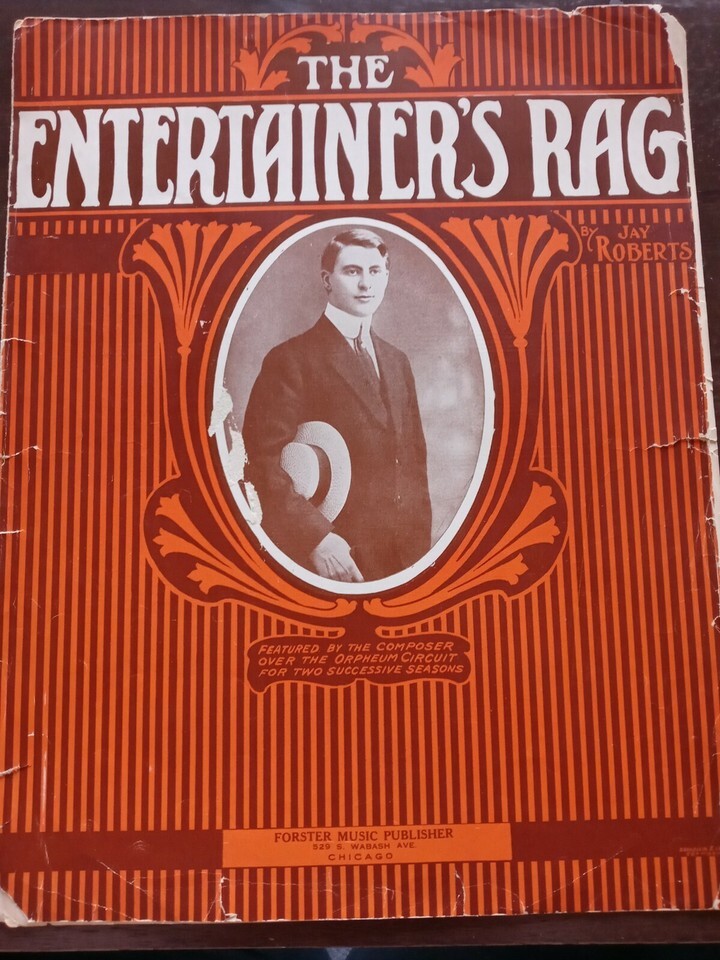 THE
ENTERTAINER'S RAG
BY JAY
ROBERTS
FEATURED BY THE COMPOSER
OVER THE ORPHEUM CIRCUIT
FOR TWO SUCCESSIVE SEASONS
FORSTER MUSIC PUBLISHER
529 S. WABASH AVE.
CHICAGO